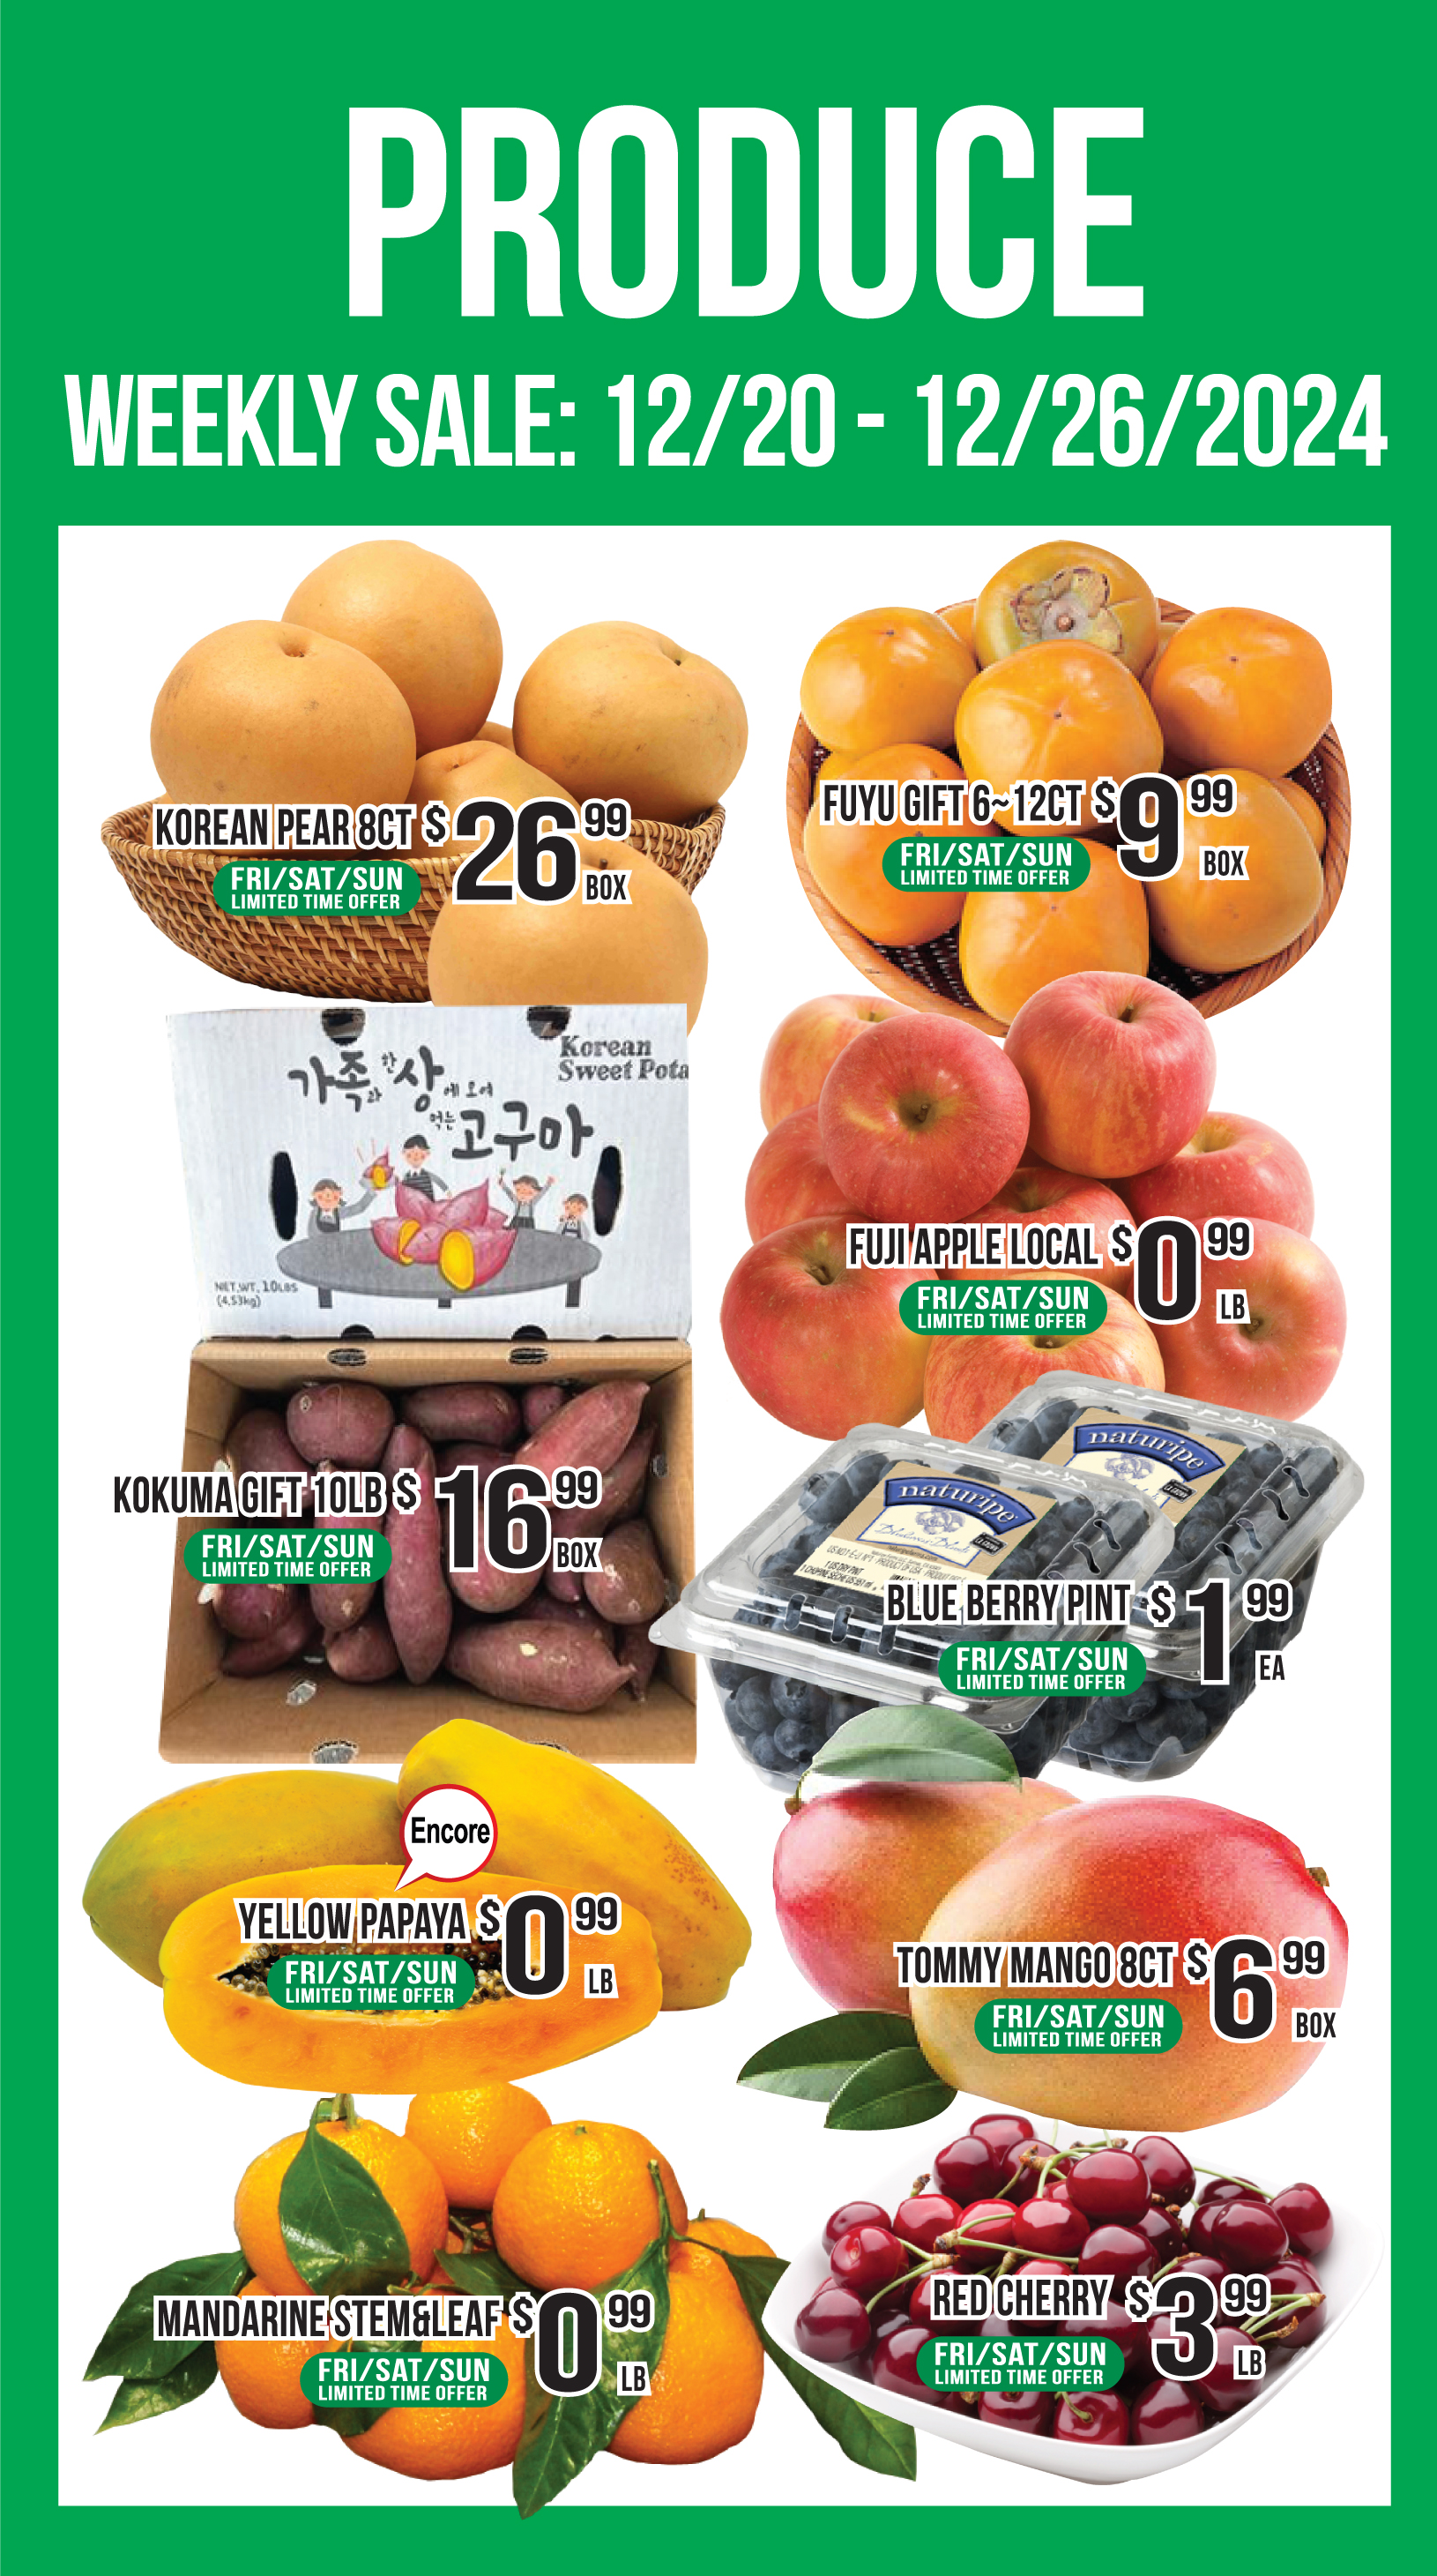 PRODUCE
WEEKLY SALE: 12/20 - 12/26/2024
KOREAN PEAR 8CT $26 99
BOX
FRI/SAT/SUN
LIMITED TIME OFFER
FUYU GIFT 6~12CT $9 99
BOX
FRI/SAT/SUN
LIMITED TIME OFFER
Korean
Sweet Pota
가족과 한 상에 모여
먹는 고구마
NET.WT. 10LBS
(4.53kg)
KOKUMA GIFT 10LB $16 99
BOX
FRI/SAT/SUN
LIMITED TIME OFFER
FUJI APPLE LOCAL $0 99
LB
FRI/SAT/SUN
LIMITED TIME OFFER
naturipe
naturipe
BLUE BERRY PINT $1 99
EA
FRI/SAT/SUN
LIMITED TIME OFFER
Encore
YELLOW PAPAYA $0 99
LB
FRI/SAT/SUN
LIMITED TIME OFFER
TOMMY MANGO 8CT $6 99
BOX
FRI/SAT/SUN
LIMITED TIME OFFER
MANDARINE STEM&LEAF $0 99
LB
FRI/SAT/SUN
LIMITED TIME OFFER
RED CHERRY $3 99
LB
FRI/SAT/SUN
LIMITED TIME OFFER